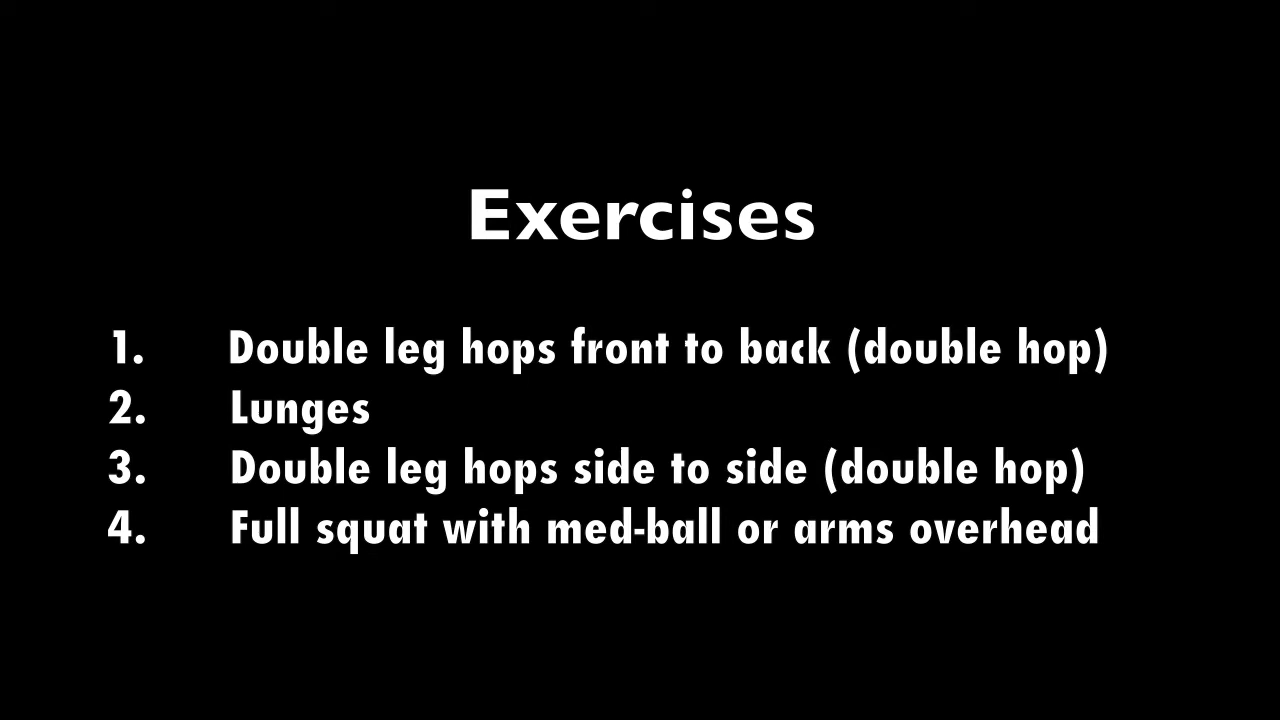 Exercises
1. Double leg hops front to back (double hop)
2. Lunges
3. Double leg hops side to side (double hop)
4. Full squat with med-ball or arms overhead